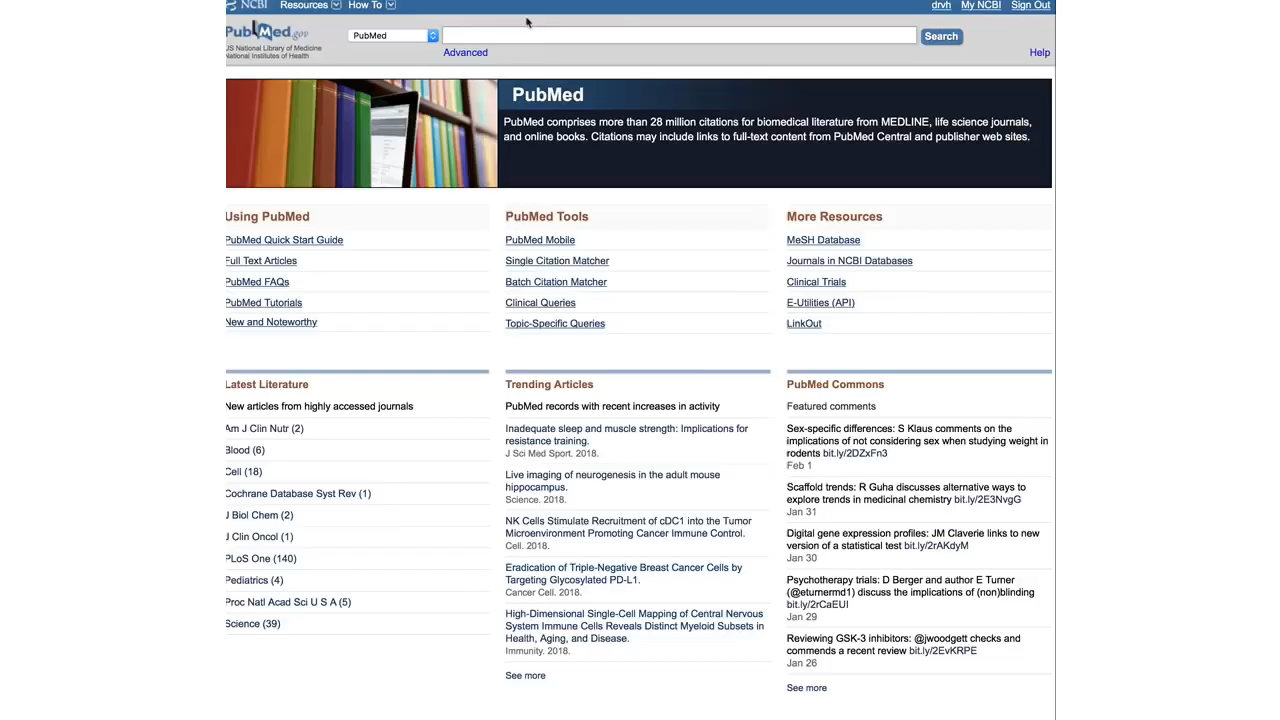 NCBI Resources How To drvh My NCBI Sign Out
PubMed.gov
US National Library of Medicine
National Institutes of Health
PubMed
Search
Advanced
Help
PubMed
PubMed comprises more than 28 million citations for biomedical literature from MEDLINE, life science journals,
and online books. Citations may include links to full-text content from PubMed Central and publisher web sites.
Using PubMed
PubMed Quick Start Guide
Full Text Articles
PubMed FAQs
PubMed Tutorials
New and Noteworthy
PubMed Tools
PubMed Mobile
Single Citation Matcher
Batch Citation Matcher
Clinical Queries
Topic-Specific Queries
More Resources
MeSH Database
Journals in NCBI Databases
Clinical Trials
E-Utilities (API)
LinkOut
Latest Literature
New articles from highly accessed journals
Am J Clin Nutr (2)
Blood (6)
Cell (18)
Cochrane Database Syst Rev (1)
J Biol Chem (2)
J Clin Oncol (1)
PLoS One (140)
Pediatrics (4)
Proc Natl Acad Sci U S A (5)
Science (39)
Trending Articles
PubMed records with recent increases in activity
Inadequate sleep and muscle strength: Implications for
resistance training.
J Sci Med Sport. 2018.
Live imaging of neurogenesis in the adult mouse
hippocampus.
Science. 2018.
NK Cells Stimulate Recruitment of cDC1 into the Tumor
Microenvironment Promoting Cancer Immune Control.
Cell. 2018.
Eradication of Triple-Negative Breast Cancer Cells by
Targeting Glycosylated PD-L1.
Cancer Cell. 2018.
High-Dimensional Single-Cell Mapping of Central Nervous
System Immune Cells Reveals Distinct Myeloid Subsets in
Health, Aging, and Disease.
Immunity. 2018.
See more
PubMed Commons
Featured comments
Sex-specific differences: S Klaus comments on the
implications of not considering sex when studying weight in
rodents bit.ly/2DZxFn3
Feb 1
Scaffold trends: R Guha discusses alternative ways to
explore trends in medicinal chemistry bit.ly/2E3NvgG
Jan 31
Digital gene expression profiles: JM Claverie links to new
version of a statistical test bit.ly/2rAKdyM
Jan 30
Psychotherapy trials: D Berger and author E Turner
(@eturnermd1) discuss the implications of (non)blinding
bit.ly/2rCaEUI
Jan 29
Reviewing GSK-3 inhibitors: @jwoodgett checks and
commends a recent review bit.ly/2EvKRPE
Jan 26
See more